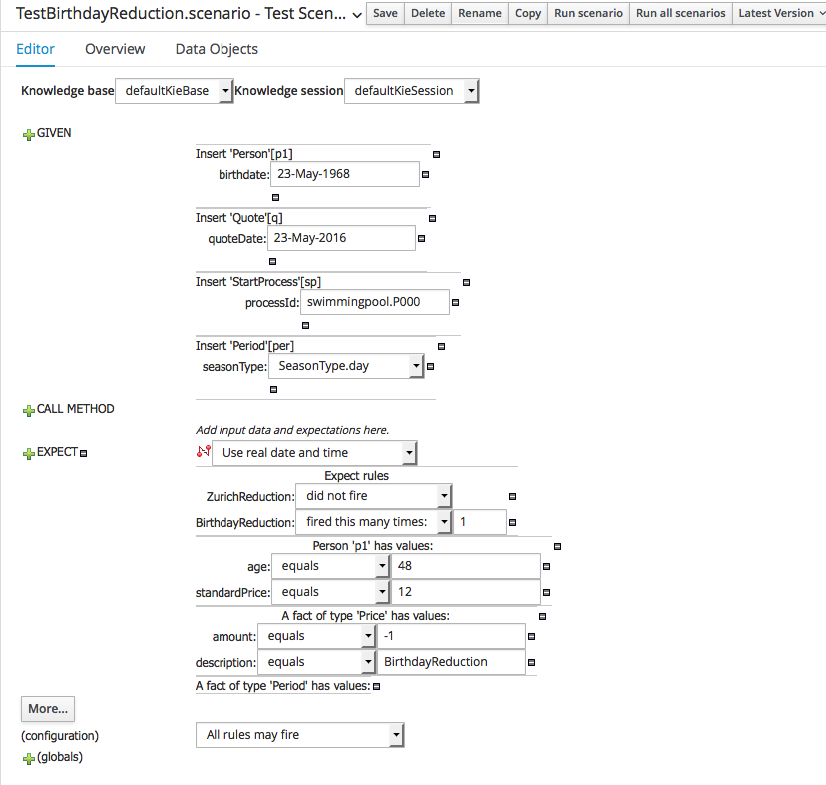 TestBirthdayReduction.scenario - Test Scen... Save Delete Rename Copy Run scenario Run all scenarios Latest Version
Editor Overview Data Objects
Knowledge base defaultKieBase Knowledge session defaultKieSession
GIVEN
Insert 'Person'[p1]
birthdate: 23-May-1968
Insert 'Quote'[q]
quoteDate: 23-May-2016
Insert 'StartProcess'[sp]
processId: swimmingpool.P000
Insert 'Period'[per]
seasonType: SeasonType.day
CALL METHOD
Add input data and expectations here.
EXPECT
Use real date and time
Expect rules
ZurichReduction: did not fire
BirthdayReduction: fired this many times: 1
Person 'p1' has values:
age: equals 48
standardPrice: equals 12
A fact of type 'Price' has values:
amount: equals -1
description: equals BirthdayReduction
A fact of type 'Period' has values:
More...
(configuration) All rules may fire
(globals)